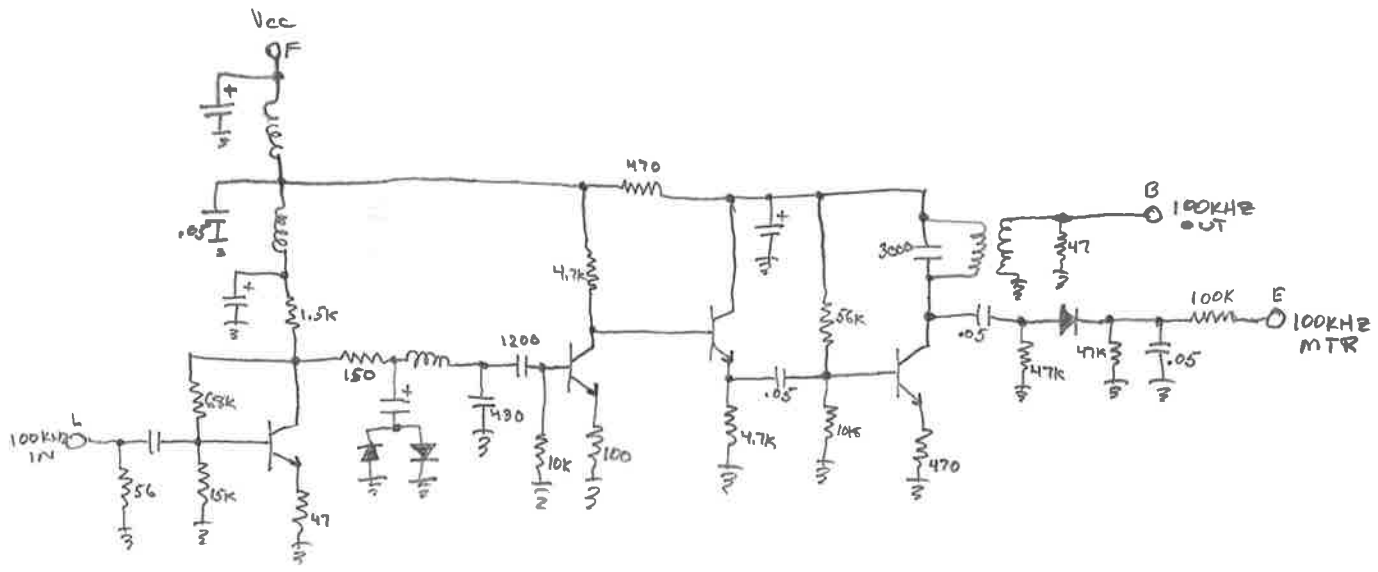 Vcc
F
+
.05
470
B
100KHZ
OUT
+
3000
47
4.7K
+
1.5K
56K
100K
E
100KHZ
MTR
.05
1200
150
47K
47K
.05
68K
+
430
.05
L
100KHZ
IN
10K
100
4.7K
10K
470
56
15K
47